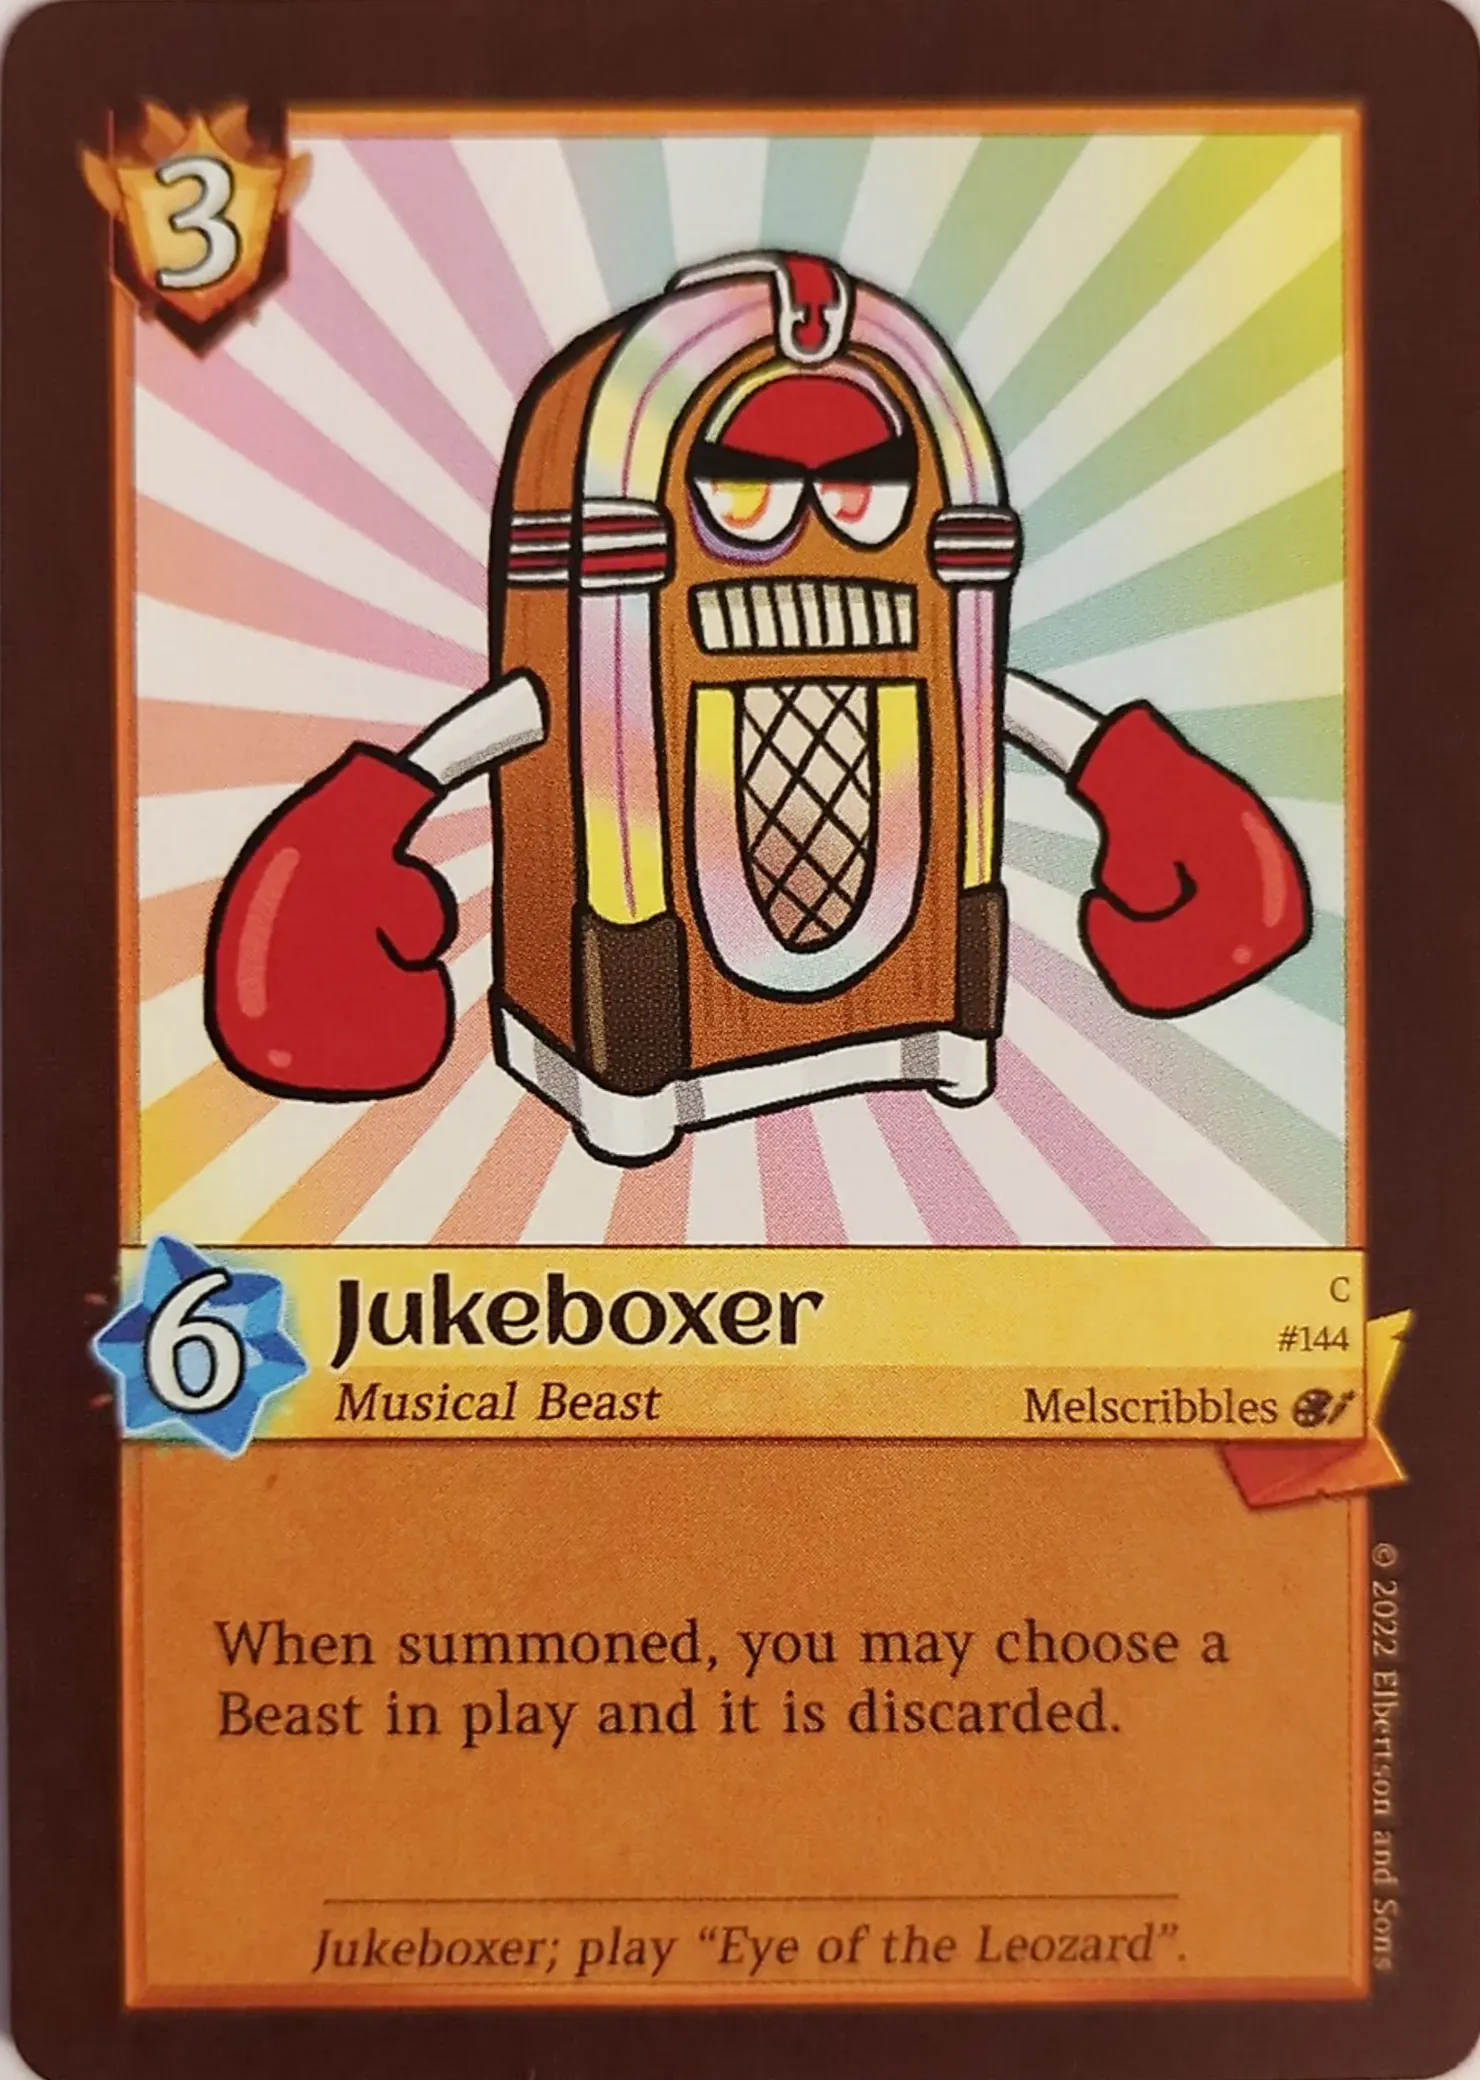 3
6
Jukeboxer
C
#144
Musical Beast
Melscribbles
When summoned, you may choose a
Beast in play and it is discarded.
Jukeboxer; play “Eye of the Leozard”.
© 2022 Elbertson and Sons